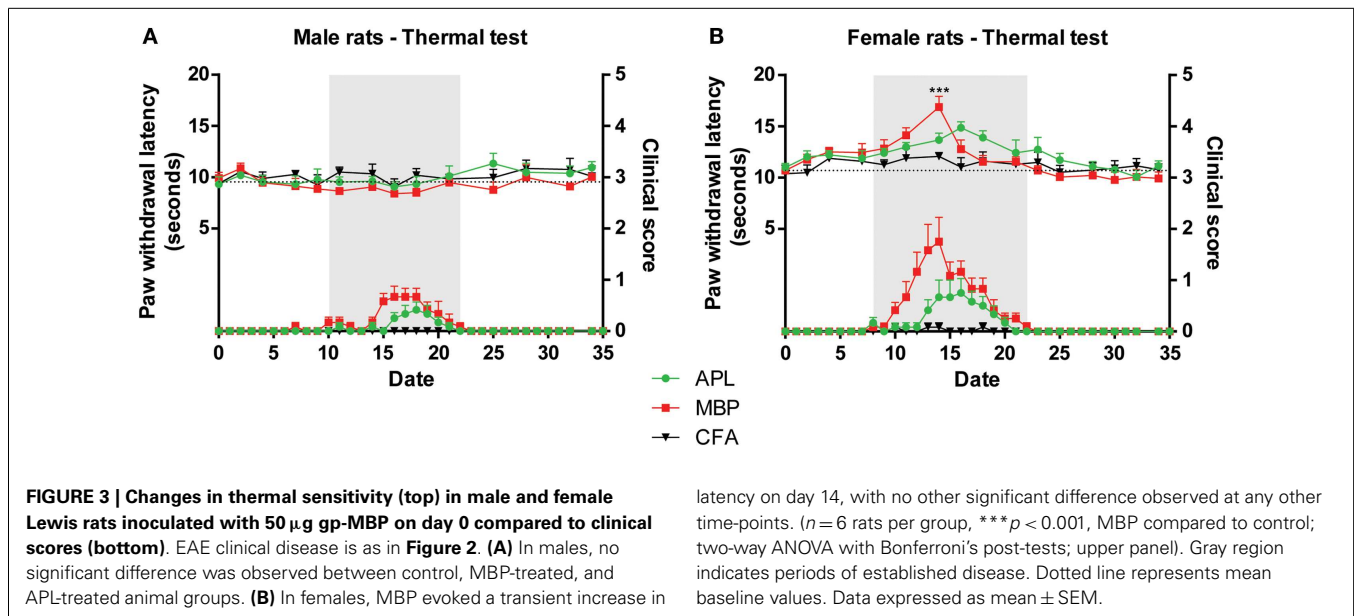 A
Male rats - Thermal test
Paw withdrawal latency
(seconds)
20
15
10
5
5
4
3
2
1
0
Clinical score
0 5 10 15 20 25 30 35
Date
B
Female rats - Thermal test
***
Paw withdrawal latency
(seconds)
20
15
10
5
5
4
3
2
1
0
Clinical score
0 5 10 15 20 25 30 35
Date
APL
MBP
CFA
FIGURE 3 | Changes in thermal sensitivity (top) in male and female
Lewis rats inoculated with 50 μg gp-MBP on day 0 compared to clinical
scores (bottom). EAE clinical disease is as in Figure 2. (A) In males, no
significant difference was observed between control, MBP-treated, and
APL-treated animal groups. (B) In females, MBP evoked a transient increase in
latency on day 14, with no other significant difference observed at any other
time-points. (n = 6 rats per group, ***p < 0.001, MBP compared to control;
two-way ANOVA with Bonferroni's post-tests; upper panel). Gray region
indicates periods of established disease. Dotted line represents mean
baseline values. Data expressed as mean ± SEM.